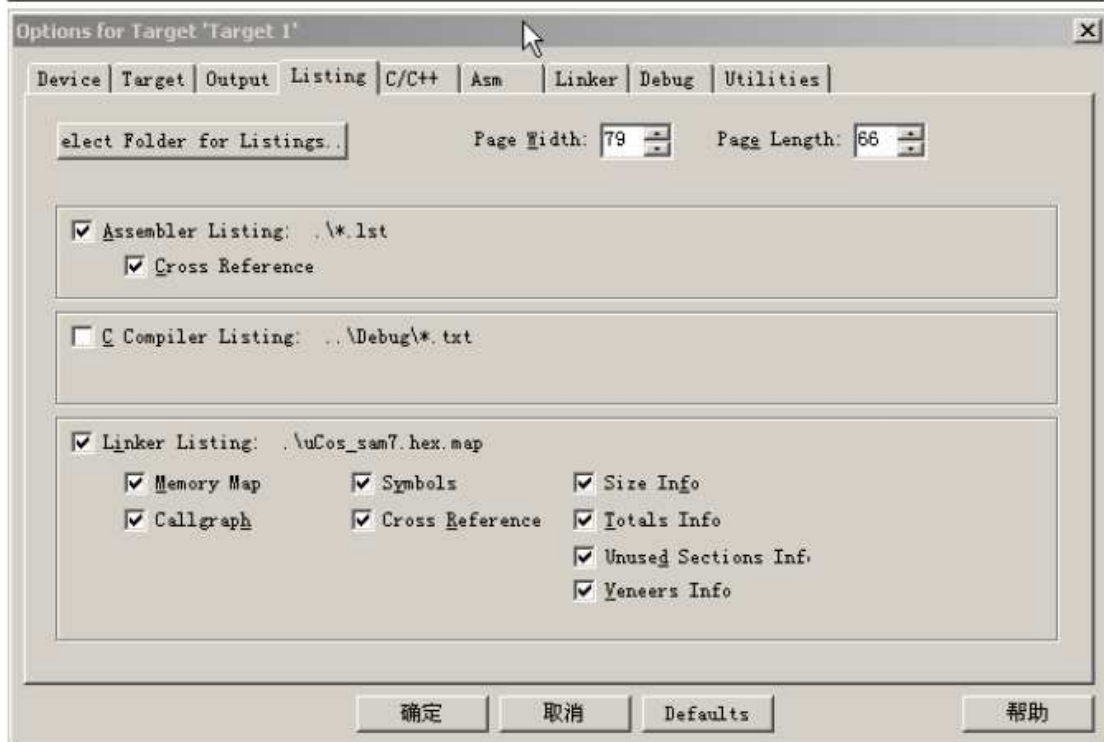 Options for Target 'Target 1'
Device Target Output Listing C/C++ Asm Linker Debug Utilities
elect Folder for Listings.. Page Width: 79 Page Length: 66
Assembler Listing: .\*.lst
Cross Reference
C Compiler Listing: ..\Debug\*.txt
Linker Listing: .\uCos_sam7.hex.map
Memory Map Symbols Size Info
Callgraph Cross Reference Totals Info
Unused Sections Inf
Veneers Info
确定 取消 Defaults 帮助